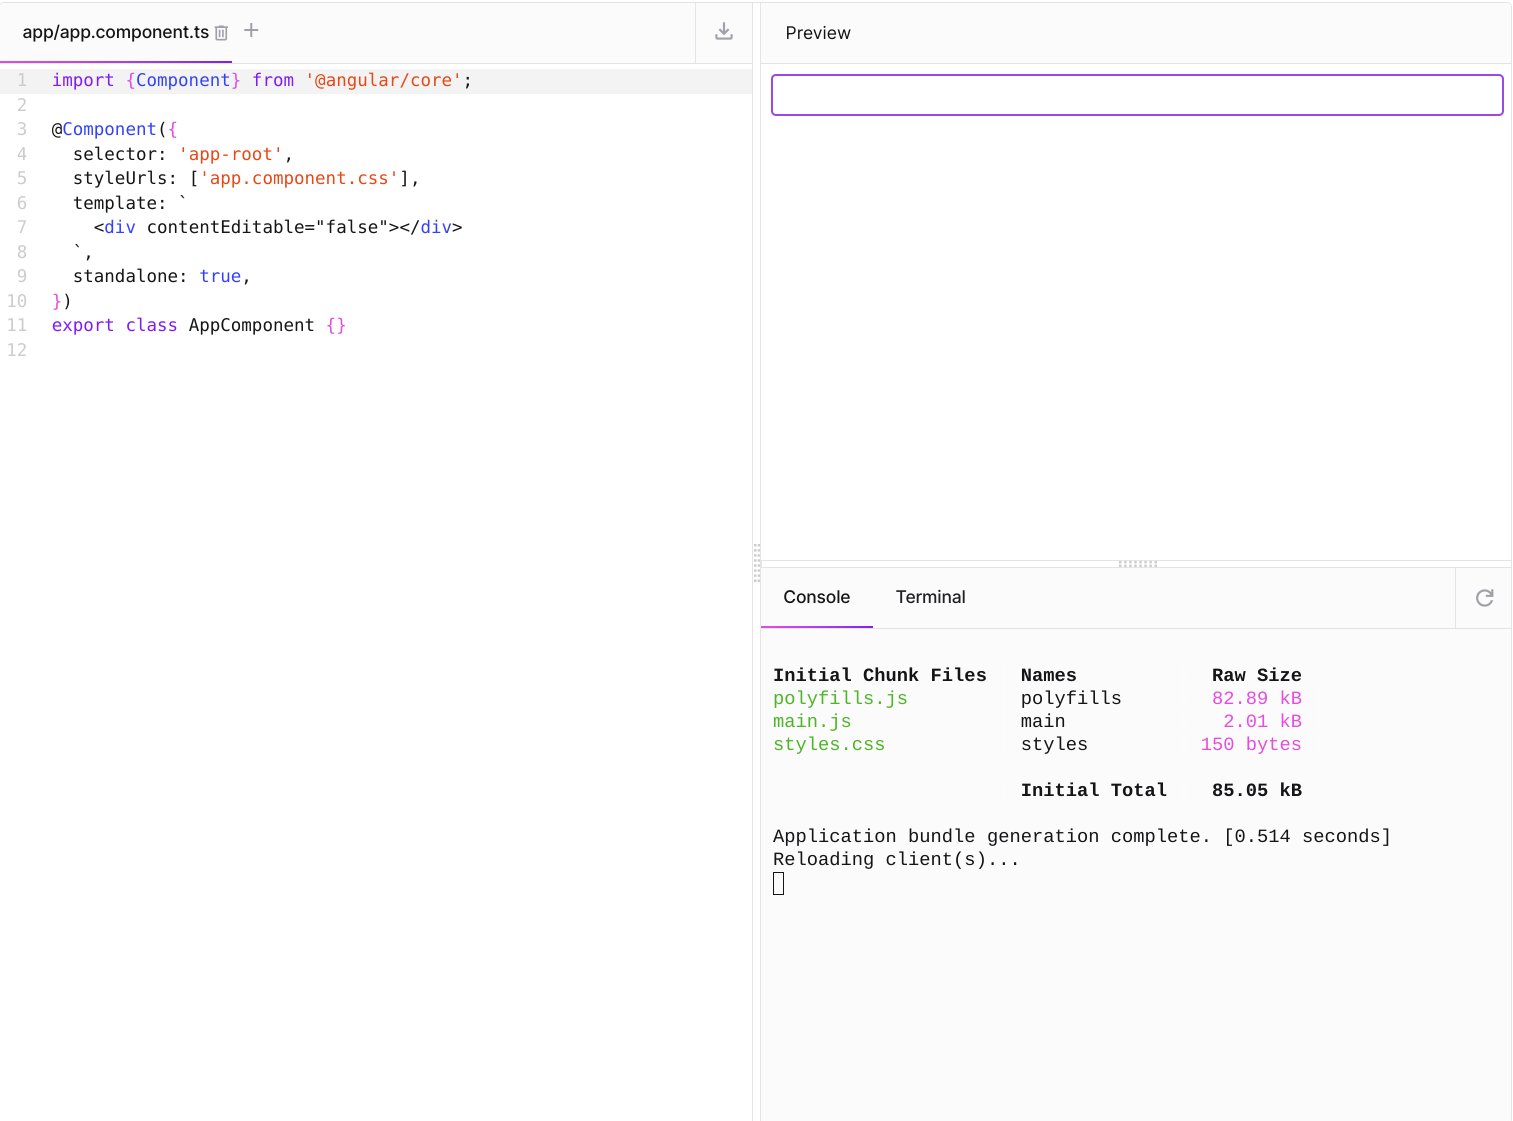 app/app.component.ts
1 import {Component} from '@angular/core';
2
3 @Component({
4 selector: 'app-root',
5 styleUrls: ['app.component.css'],
6 template: `
7 <div contentEditable="false"></div>
8 `,
9 standalone: true,
10 })
11 export class AppComponent {}
12
Preview
Console Terminal
Initial Chunk Files Names Raw Size
polyfills.js polyfills 82.89 kB
main.js main 2.01 kB
styles.css styles 150 bytes
Initial Total 85.05 kB
Application bundle generation complete. [0.514 seconds]
Reloading client(s)...